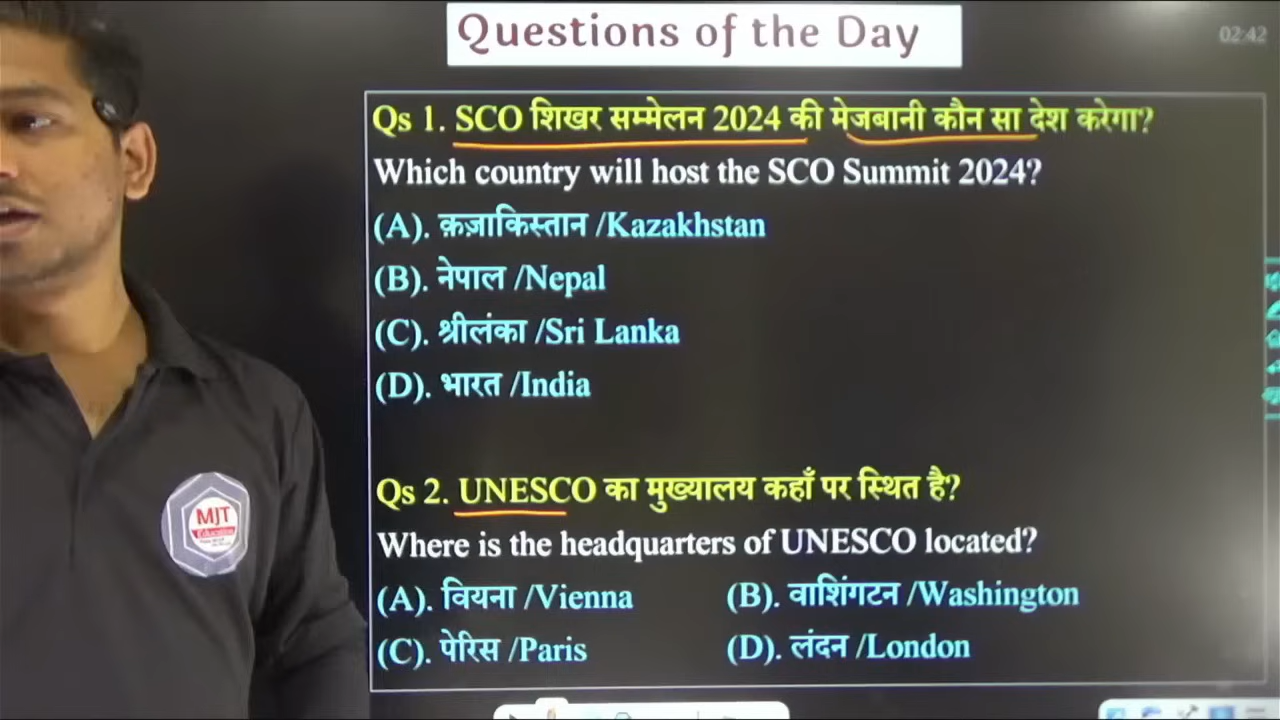 Questions of the Day
02:42
Qs 1. SCO शिखर सम्मेलन 2024 की मेजबानी कौन सा देश करेगा?
Which country will host the SCO Summit 2024?
(A). क़ज़ाकिस्तान /Kazakhstan
(B). नेपाल /Nepal
(C). श्रीलंका /Sri Lanka
(D). भारत /India
Qs 2. UNESCO का मुख्यालय कहाँ पर स्थित है?
Where is the headquarters of UNESCO located?
(A). वियना /Vienna (B). वाशिंगटन /Washington
(C). पेरिस /Paris (D). लंदन /London
MJT
Education